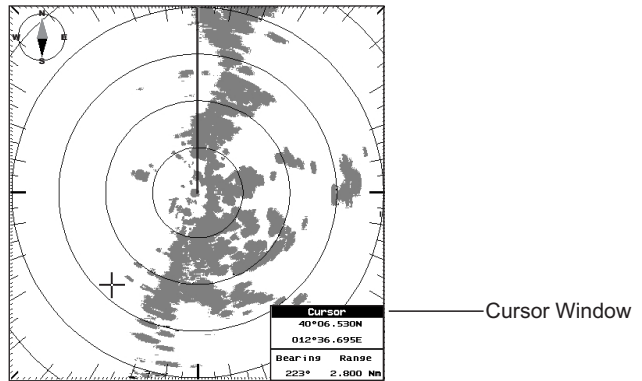 N
W E
S
Cursor
40°06.530N
012°36.695E
Bearing Range
223° 2.800 Nm
Cursor Window